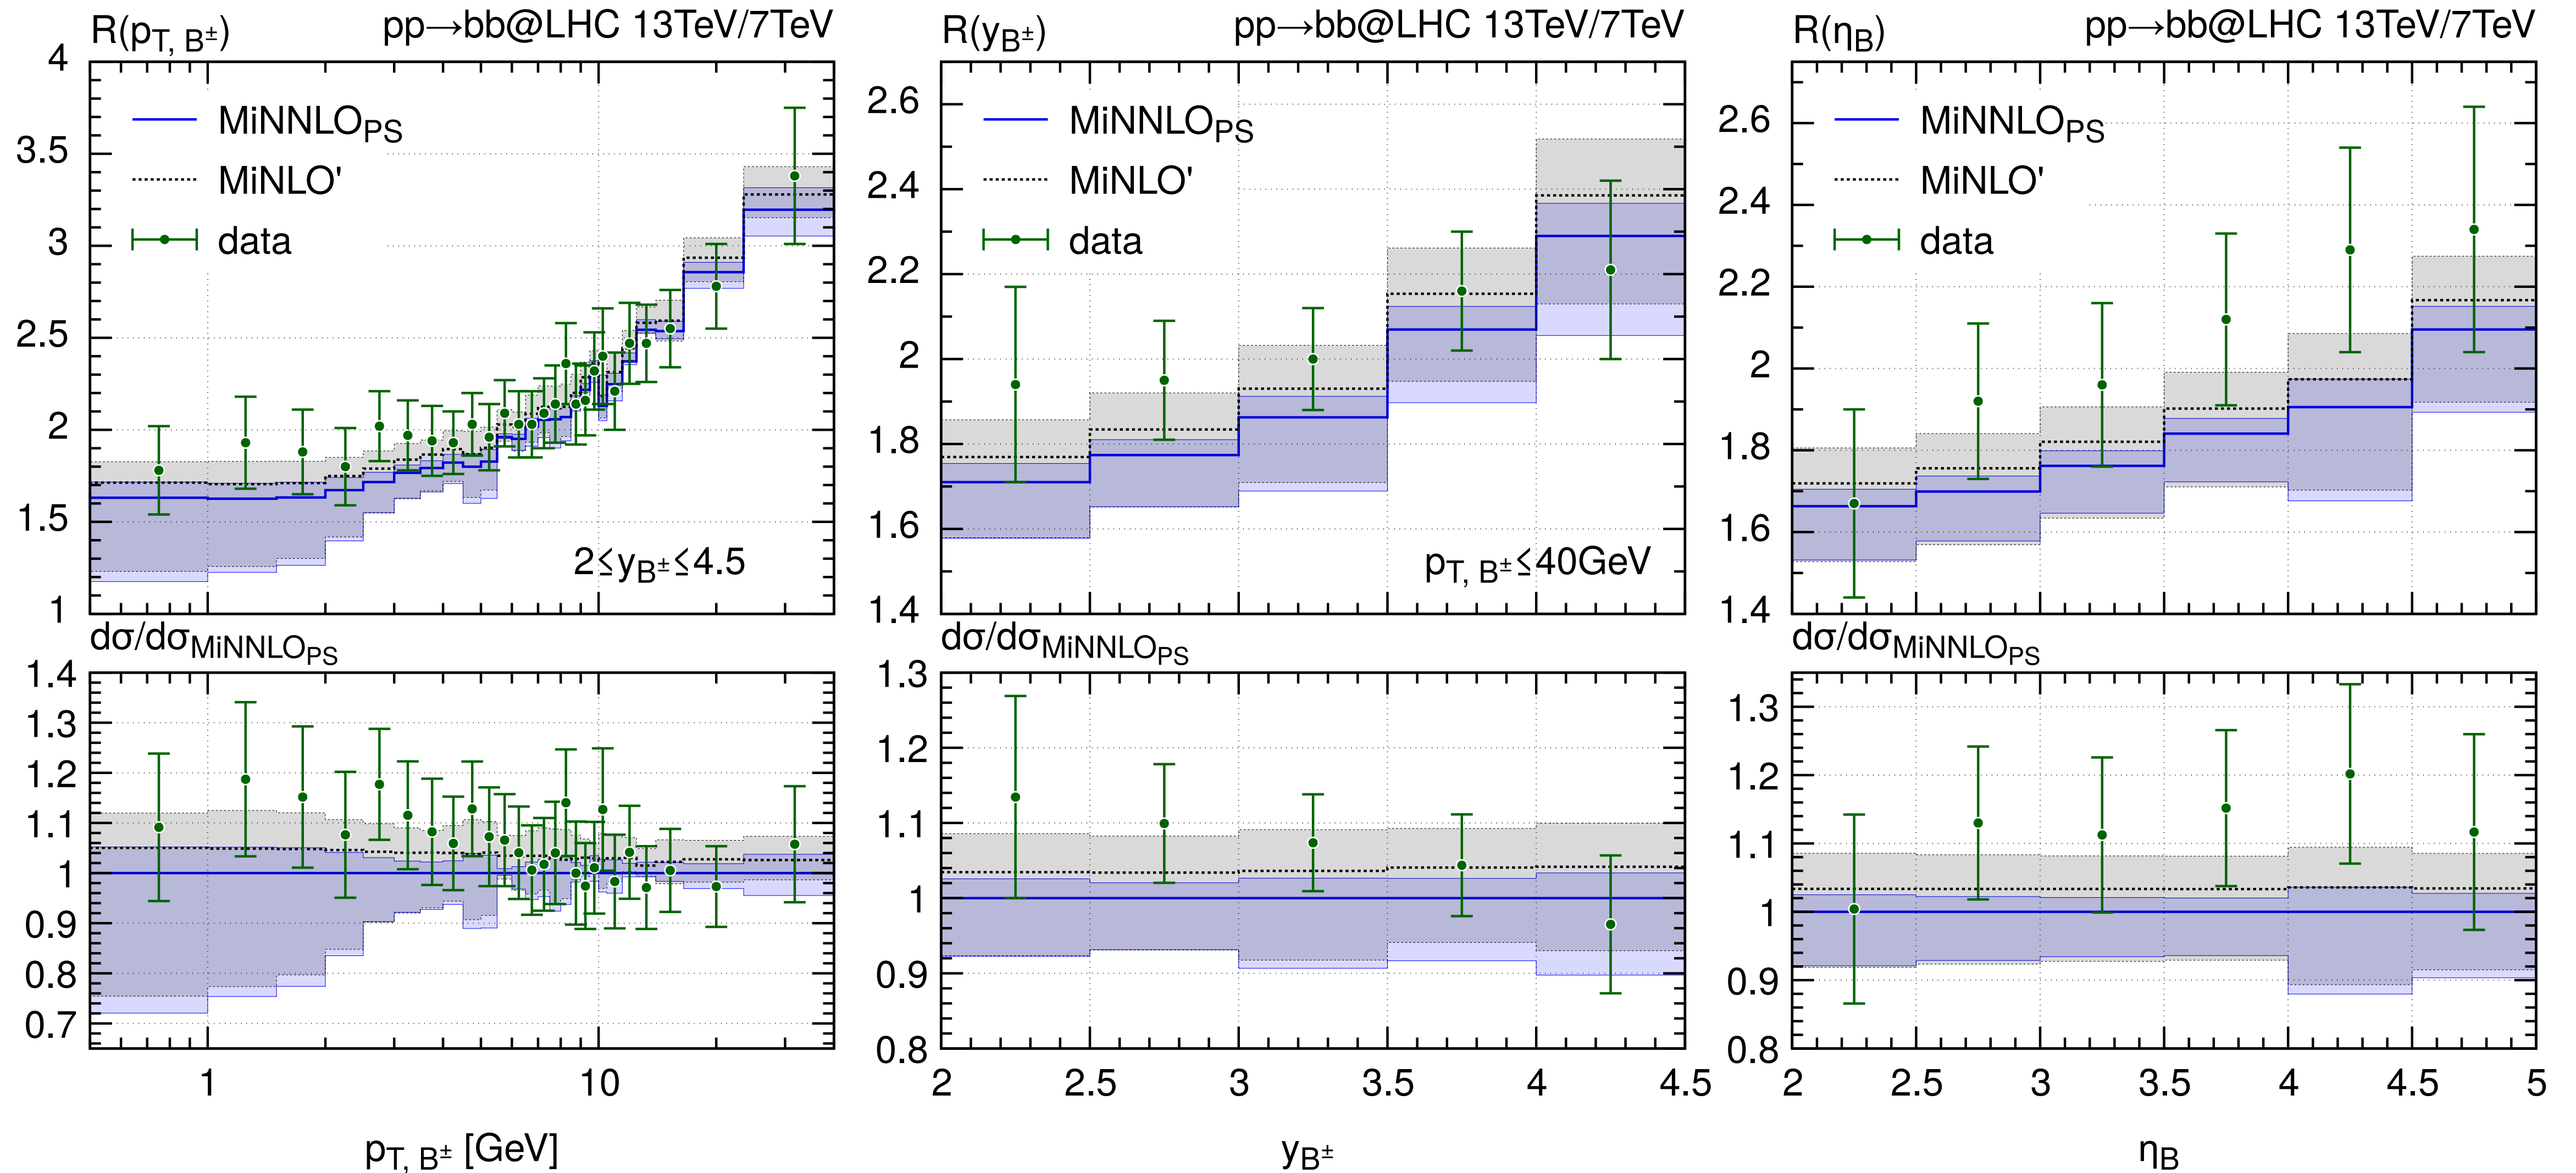 R(pT, B±) pp→bb@LHC 13TeV/7TeV
4
3.5
3
2.5
2
1.5
1
MiNNLOPS
MiNLO'
data
2≤yB±≤4.5
dσ/dσMiNNLOPS
1.4
1.3
1.2
1.1
1
0.9
0.8
0.7
1 10
pT, B± [GeV]
R(yB±) pp→bb@LHC 13TeV/7TeV
2.6
2.4
2.2
2
1.8
1.6
1.4
MiNNLOPS
MiNLO'
data
pT, B±≤40GeV
dσ/dσMiNNLOPS
1.3
1.2
1.1
1
0.9
0.8
2 2.5 3 3.5 4 4.5
yB±
R(ηB) pp→bb@LHC 13TeV/7TeV
2.6
2.4
2.2
2
1.8
1.6
1.4
MiNNLOPS
MiNLO'
data
dσ/dσMiNNLOPS
1.3
1.2
1.1
1
0.9
0.8
2 2.5 3 3.5 4 4.5 5
ηB